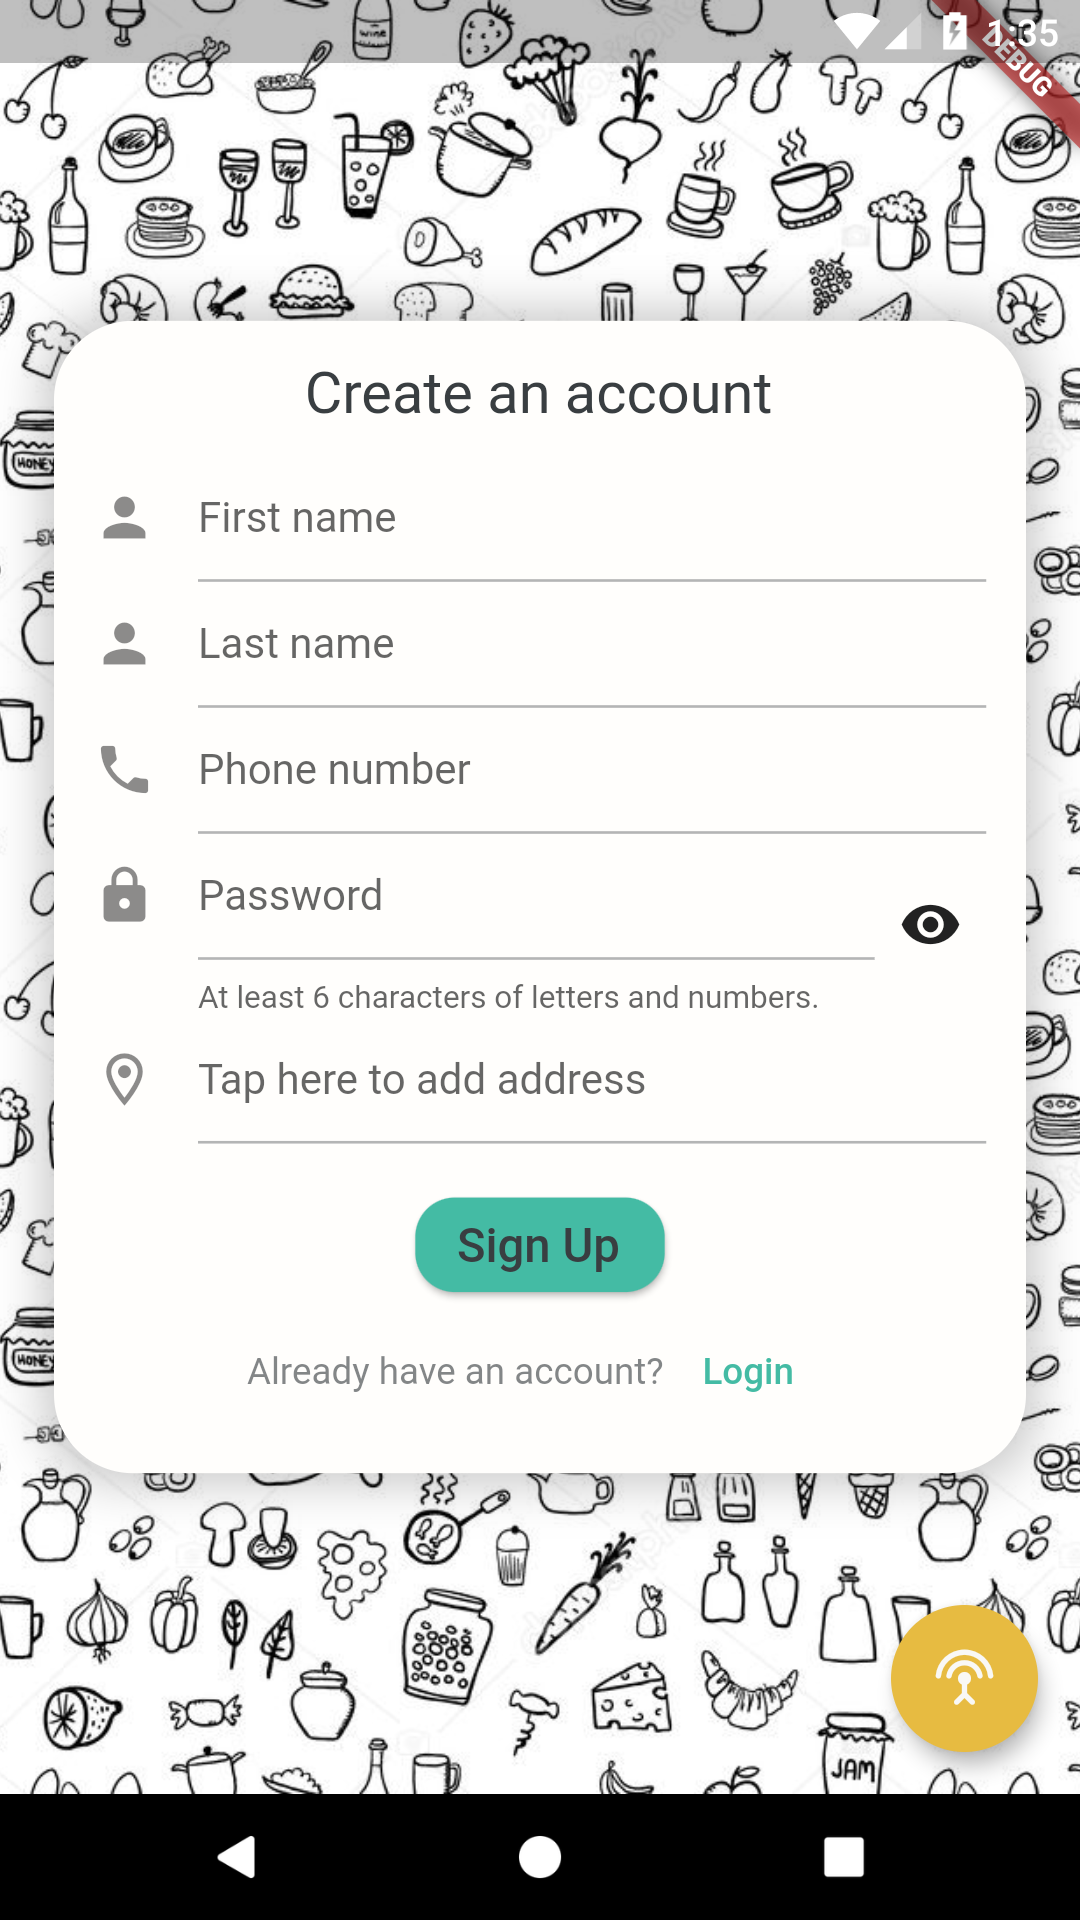 wine
1:35
DEBUG
HONEY
Create an account
First name
Last name
Phone number
Password
At least 6 characters of letters and numbers.
Tap here to add address
Sign Up
Already have an account? Login
HONEY
JAM